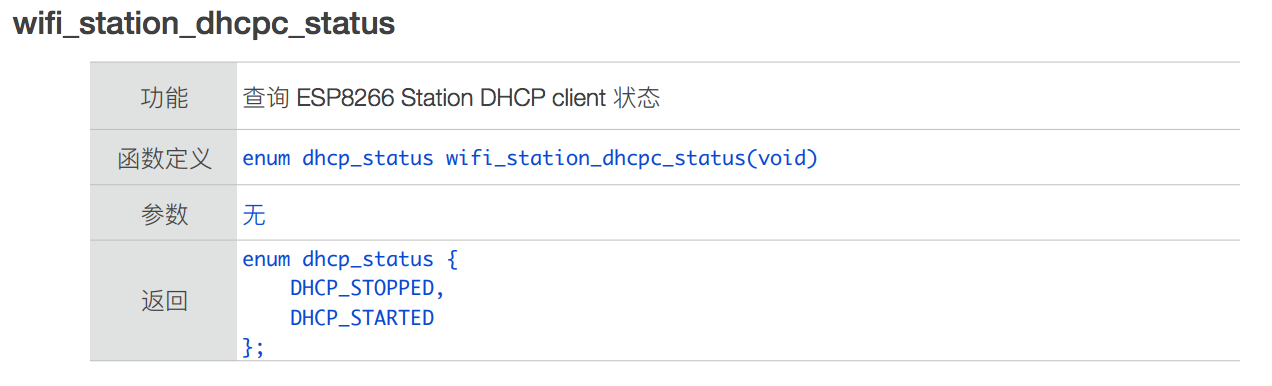 wifi_station_dhcpc_status
功能 查询 ESP8266 Station DHCP client 状态
函数定义 enum dhcp_status wifi_station_dhcpc_status(void)
参数 无
返回 enum dhcp_status {
DHCP_STOPPED,
DHCP_STARTED
};